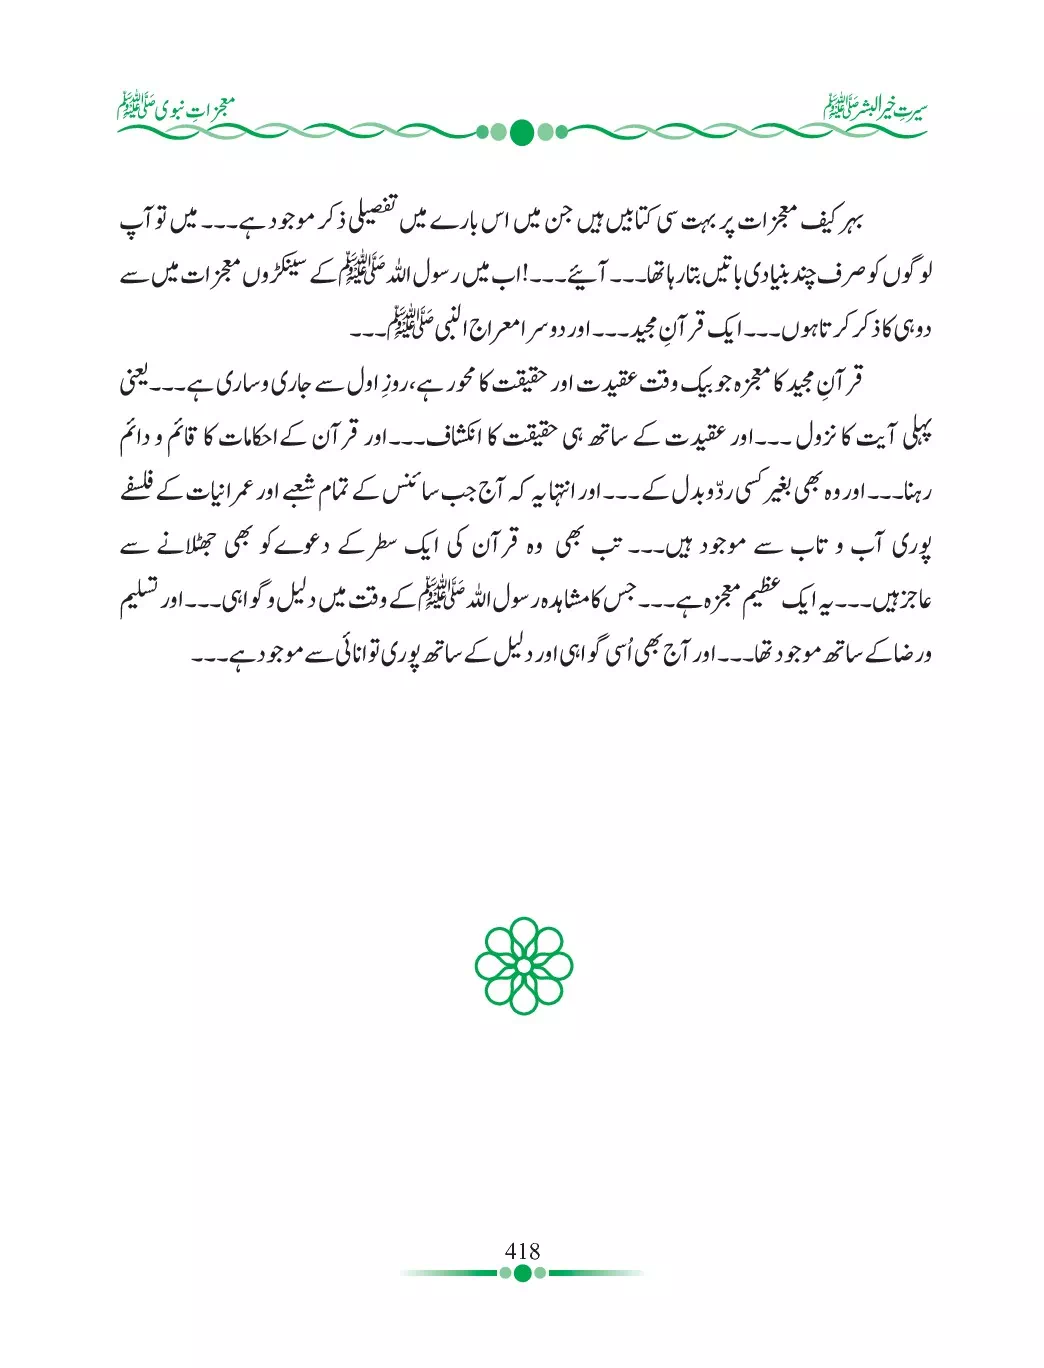 سیرتِ خیر البشر ﷺ
معجزاتِ نبوی ﷺ
بہر کیف معجزات پر بہت سی کتابیں ہیں جن میں اس بارے میں تفصیلی ذکر موجود ہے۔۔۔ میں تو آپ
لوگوں کو صرف چند بنیادی باتیں بتا رہا تھا۔۔۔ آیئے۔۔۔! اب میں رسول اللہ ﷺ کے سینکڑوں معجزات میں سے
دو ہی کا ذکر کرتا ہوں۔۔۔ ایک قرآنِ مجید۔۔۔ اور دوسرا معراج النبی ﷺ۔۔۔
قرآنِ مجید کا معجزہ جو بیک وقت عقیدت اور حقیقت کا محور ہے، روزِ اول سے جاری و ساری ہے۔۔۔ یعنی
پہلی آیت کا نزول ۔۔۔ اور عقیدت کے ساتھ ہی حقیقت کا انکشاف۔۔۔ اور قرآن کے احکامات کا قائم و دائم
رہنا۔۔۔ اور وہ بھی بغیر کسی ردّ و بدل کے ۔۔۔ اور انتہا یہ کہ آج جب سائنس کے تمام شعبے اور عمرانیات کے فلسفے
پوری آب و تاب سے موجود ہیں۔۔۔ تب بھی وہ قرآن کی ایک سطر کے دعوے کو بھی جھٹلانے سے
عاجز ہیں۔۔۔ یہ ایک عظیم معجزہ ہے۔۔۔ جس کا مشاہدہ رسول اللہ ﷺ کے وقت میں دلیل و گواہی۔۔۔ اور تسلیم
و رضا کے ساتھ موجود تھا۔۔۔ اور آج بھی اُسی گواہی اور دلیل کے ساتھ پوری توانائی سے موجود ہے۔۔۔
418